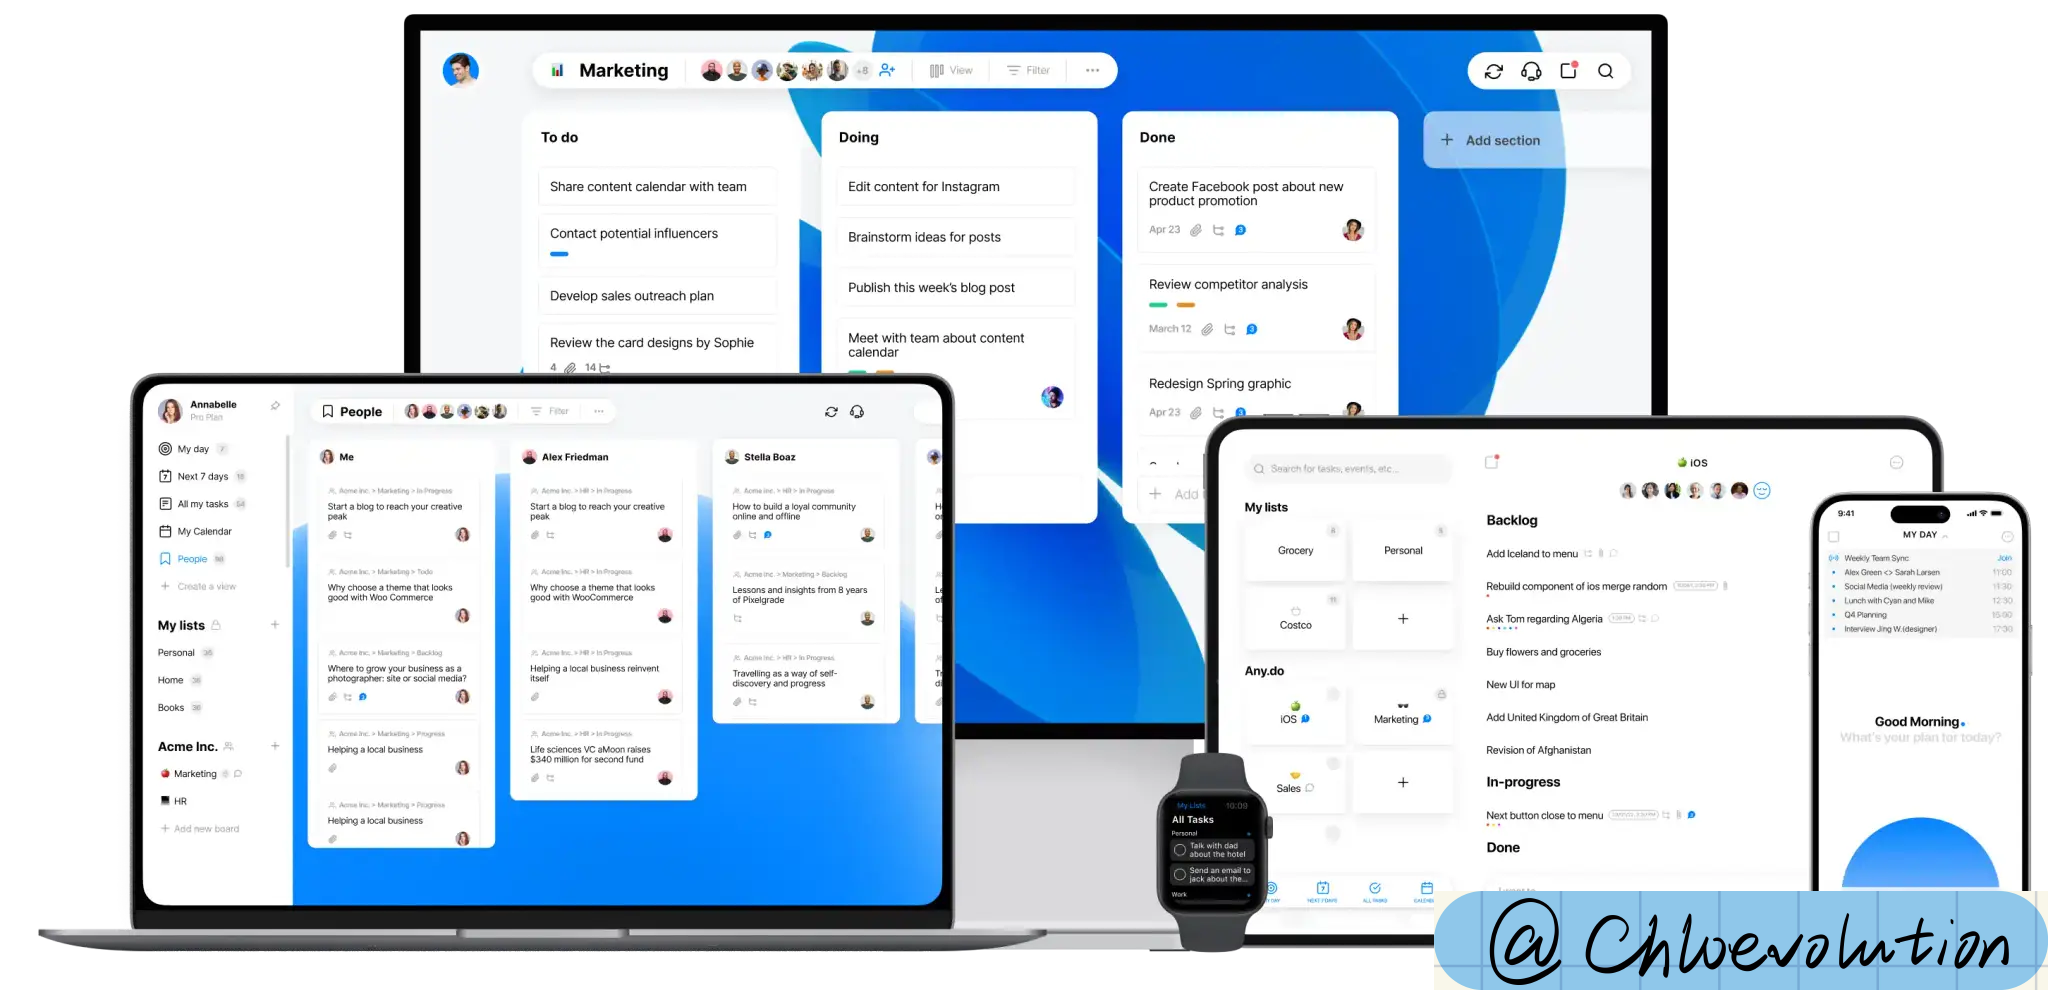 Marketing
+8
View
Filter
To do
Share content calendar with team
Contact potential influencers
Develop sales outreach plan
Review the card designs by Sophie
4
14
Doing
Edit content for Instagram
Brainstorm ideas for posts
Publish this week's blog post
Meet with team about content
calendar
Done
Create Facebook post about new
product promotion
Apr 23
3
Review competitor analysis
March 12
3
Redesign Spring graphic
Apr 23
3
+ Add
+ Add section
Annabelle
Pro Plan
My day 7
Next 7 days
All my tasks
My Calendar
People
+ Create a view
My lists
Personal
Home
Books
Acme Inc.
Marketing
HR
+ Add new board
People
Filter
Me
Acme Inc. > Marketing > In Progress
Start a blog to reach your creative
peak
Acme Inc. > Marketing > Todo
Why choose a theme that looks
good with Woo Commerce
Acme Inc. > Marketing > Backlog
Where to grow your business as a
photographer: site or social media?
Acme Inc. > Marketing > Progress
Helping a local business
Acme Inc. > Marketing > Progress
Helping a local business
Alex Friedman
Acme Inc. > HR > In Progress
Start a blog to reach your creative
peak
Acme Inc. > HR > In Progress
Why choose a theme that looks
good with WooCommerce
Acme Inc. > HR > In Progress
Helping a local business reinvent
itself
Acme Inc. > HR > In Progress
Life sciences VC aMoon raises
$340 million for second fund
Stella Boaz
Acme Inc. > HR > In Progress
How to build a loyal community
online and offline
Acme Inc. > Marketing > Backlog
Lessons and insights from 8 years
of Pixelgrade
Acme Inc. > HR > In Progress
Travelling as a way of self-
discovery and progress
Search for tasks, events, etc...
My lists
Grocery
Personal
Costco
11
+
Any.do
iOS
Marketing
Sales
+
MY DAY
NEXT 7 DAYS
ALL TASKS
iOS
Backlog
Add Iceland to menu
Rebuild component of ios merge random
Ask Tom regarding Algeria
Buy flowers and groceries
New UI for map
Add United Kingdom of Great Britain
Revision of Afghanistan
In-progress
Next button close to menu
Done
My Lists 10:09
All Tasks
Personal
Talk with dad
about the hotel
Send an email to
jack about the...
Work
9:41
MY DAY
Weekly Team Sync Join
Alex Green <> Sarah Larsen 11:00
Social Media (weekly review) 11:30
Lunch with Cyan and Mike 12:30
Q4 Planning 15:00
Interview Jing W.(designer) 17:30
Good Morning
What's your plan for today?
@Chloevolution